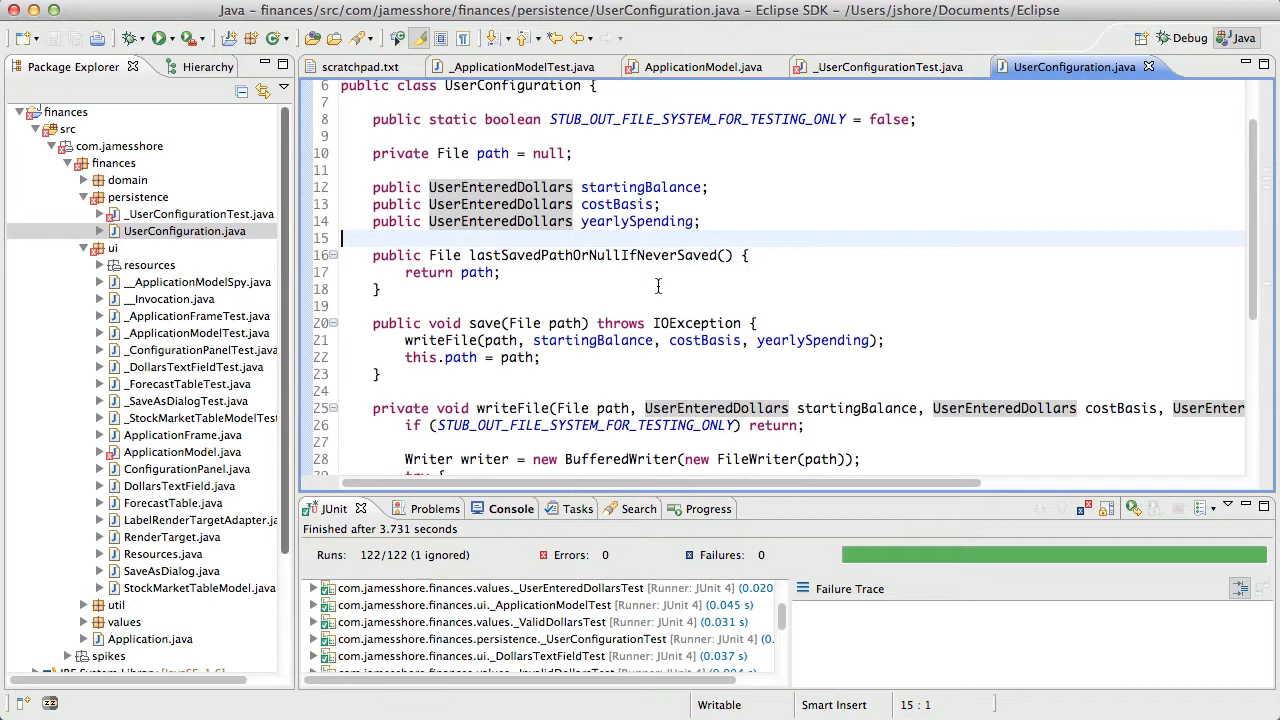 Java - finances/src/com/jamesshore/finances/persistence/UserConfiguration.java - Eclipse SDK - /Users/jshore/Documents/Eclipse
Debug Java
Package Explorer Hierarchy
scratchpad.txt _ApplicationModelTest.java ApplicationModel.java _UserConfigurationTest.java UserConfiguration.java
finances
src
com.jamesshore
finances
domain
persistence
_UserConfigurationTest.java
UserConfiguration.java
ui
resources
__ApplicationModelSpy.java
__Invocation.java
_ApplicationFrameTest.java
_ApplicationModelTest.java
_ConfigurationPanelTest.java
_DollarsTextFieldTest.java
_ForecastTableTest.java
_SaveAsDialogTest.java
_StockMarketTableModelTes
ApplicationFrame.java
ApplicationModel.java
ConfigurationPanel.java
DollarsTextField.java
ForecastTable.java
LabelRenderTargetAdapter.ja
RenderTarget.java
Resources.java
SaveAsDialog.java
StockMarketTableModel.java
util
values
Application.java
spikes
6 public class UserConfiguration {
7
8 public static boolean STUB_OUT_FILE_SYSTEM_FOR_TESTING_ONLY = false;
9
10 private File path = null;
11
12 public UserEnteredDollars startingBalance;
13 public UserEnteredDollars costBasis;
14 public UserEnteredDollars yearlySpending;
15
16 public File lastSavedPathOrNullIfNeverSaved() {
17 return path;
18 }
19
20 public void save(File path) throws IOException {
21 writeFile(path, startingBalance, costBasis, yearlySpending);
22 this.path = path;
23 }
24
25 private void writeFile(File path, UserEnteredDollars startingBalance, UserEnteredDollars costBasis, UserEnter
26 if (STUB_OUT_FILE_SYSTEM_FOR_TESTING_ONLY) return;
27
28 Writer writer = new BufferedWriter(new FileWriter(path));
JUnit Problems Console Tasks Search Progress
Finished after 3.731 seconds
Runs: 122/122 (1 ignored) Errors: 0 Failures: 0
com.jamesshore.finances.values._UserEnteredDollarsTest [Runner: JUnit 4] (0.020
com.jamesshore.finances.ui._ApplicationModelTest [Runner: JUnit 4] (0.045 s)
com.jamesshore.finances.values._ValidDollarsTest [Runner: JUnit 4] (0.031 s)
com.jamesshore.finances.persistence._UserConfigurationTest [Runner: JUnit 4] (0.
com.jamesshore.finances.ui._DollarsTextFieldTest [Runner: JUnit 4] (0.037 s)
Failure Trace
Writable Smart Insert 15 : 1